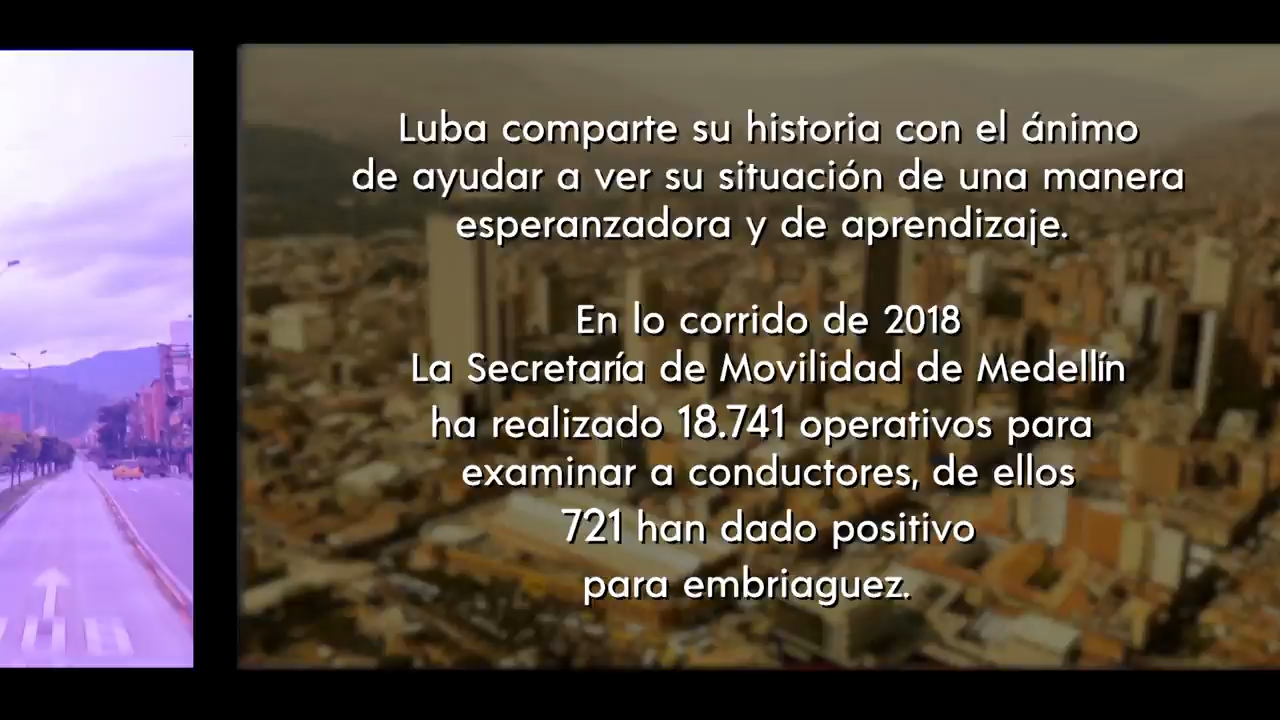 Luba comparte su historia con el ánimo
de ayudar a ver su situación de una manera
esperanzadora y de aprendizaje.
En lo corrido de 2018
La Secretaría de Movilidad de Medellín
ha realizado 18.741 operativos para
examinar a conductores, de ellos
721 han dado positivo
para embriaguez.